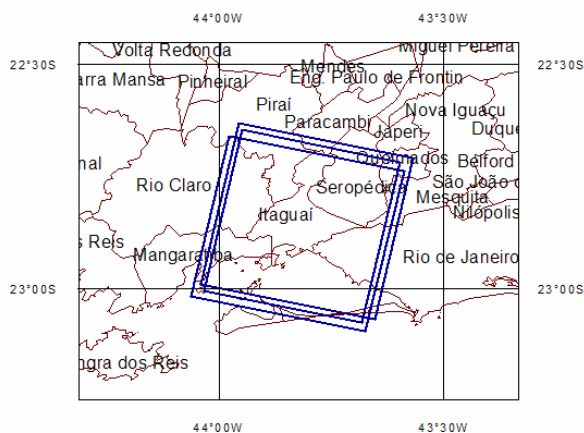 44°00W 43°30W
Volta Redonda Miguel Pereira
22°30S Mendes 22°30S
arra Mansa Pinheiral Eng. Paulo de Frontin
Piraí Nova Iguaçu
Paracambi Japeri Duque
Queimados Belford
nal Rio Claro Seropédica São João d
Mesquita
Itaguaí Nilópolis
s Reis Mangaratiba Rio de Janeiro
23°00S 23°00S
ngra dos Reis
44°00W 43°30W